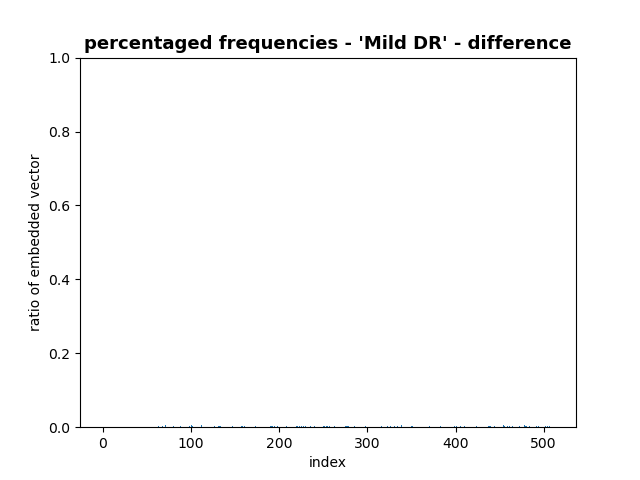 percentaged frequencies - 'Mild DR' - difference
1.0
0.8
0.6
0.4
0.2
0.0
ratio of embedded vector
0 100 200 300 400 500
index